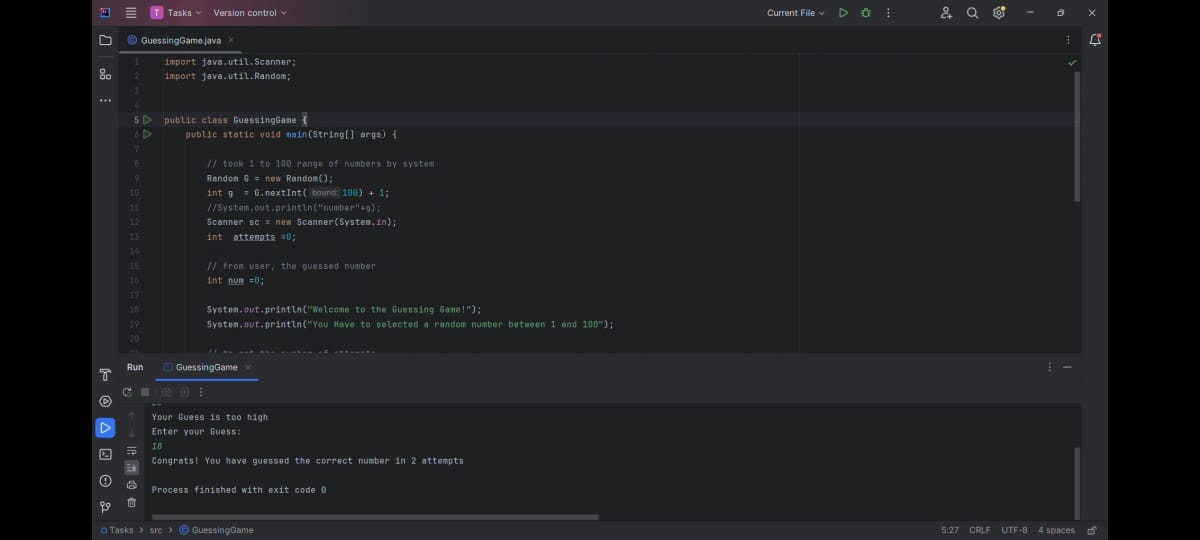 T Tasks Version control Current File
GuessingGame.java
1 import java.util.Scanner;
2 import java.util.Random;
3
4
5 public class GuessingGame {
6 public static void main(String[] args) {
7
8 // took 1 to 100 range of numbers by system
9 Random G = new Random();
10 int g = G.nextInt( bound: 100) + 1;
11 //System.out.println("number"+g);
12 Scanner sc = new Scanner(System.in);
13 int attempts =0;
14
15 // from user, the guessed number
16 int num =0;
17
18 System.out.println("Welcome to the Guessing Game!");
19 System.out.println("You Have to selected a random number between 1 and 100");
20
Run GuessingGame
Your Guess is too high
Enter your Guess:
18
Congrats! You have guessed the correct number in 2 attempts
Process finished with exit code 0
Tasks > src > GuessingGame 5:27 CRLF UTF-8 4 spaces